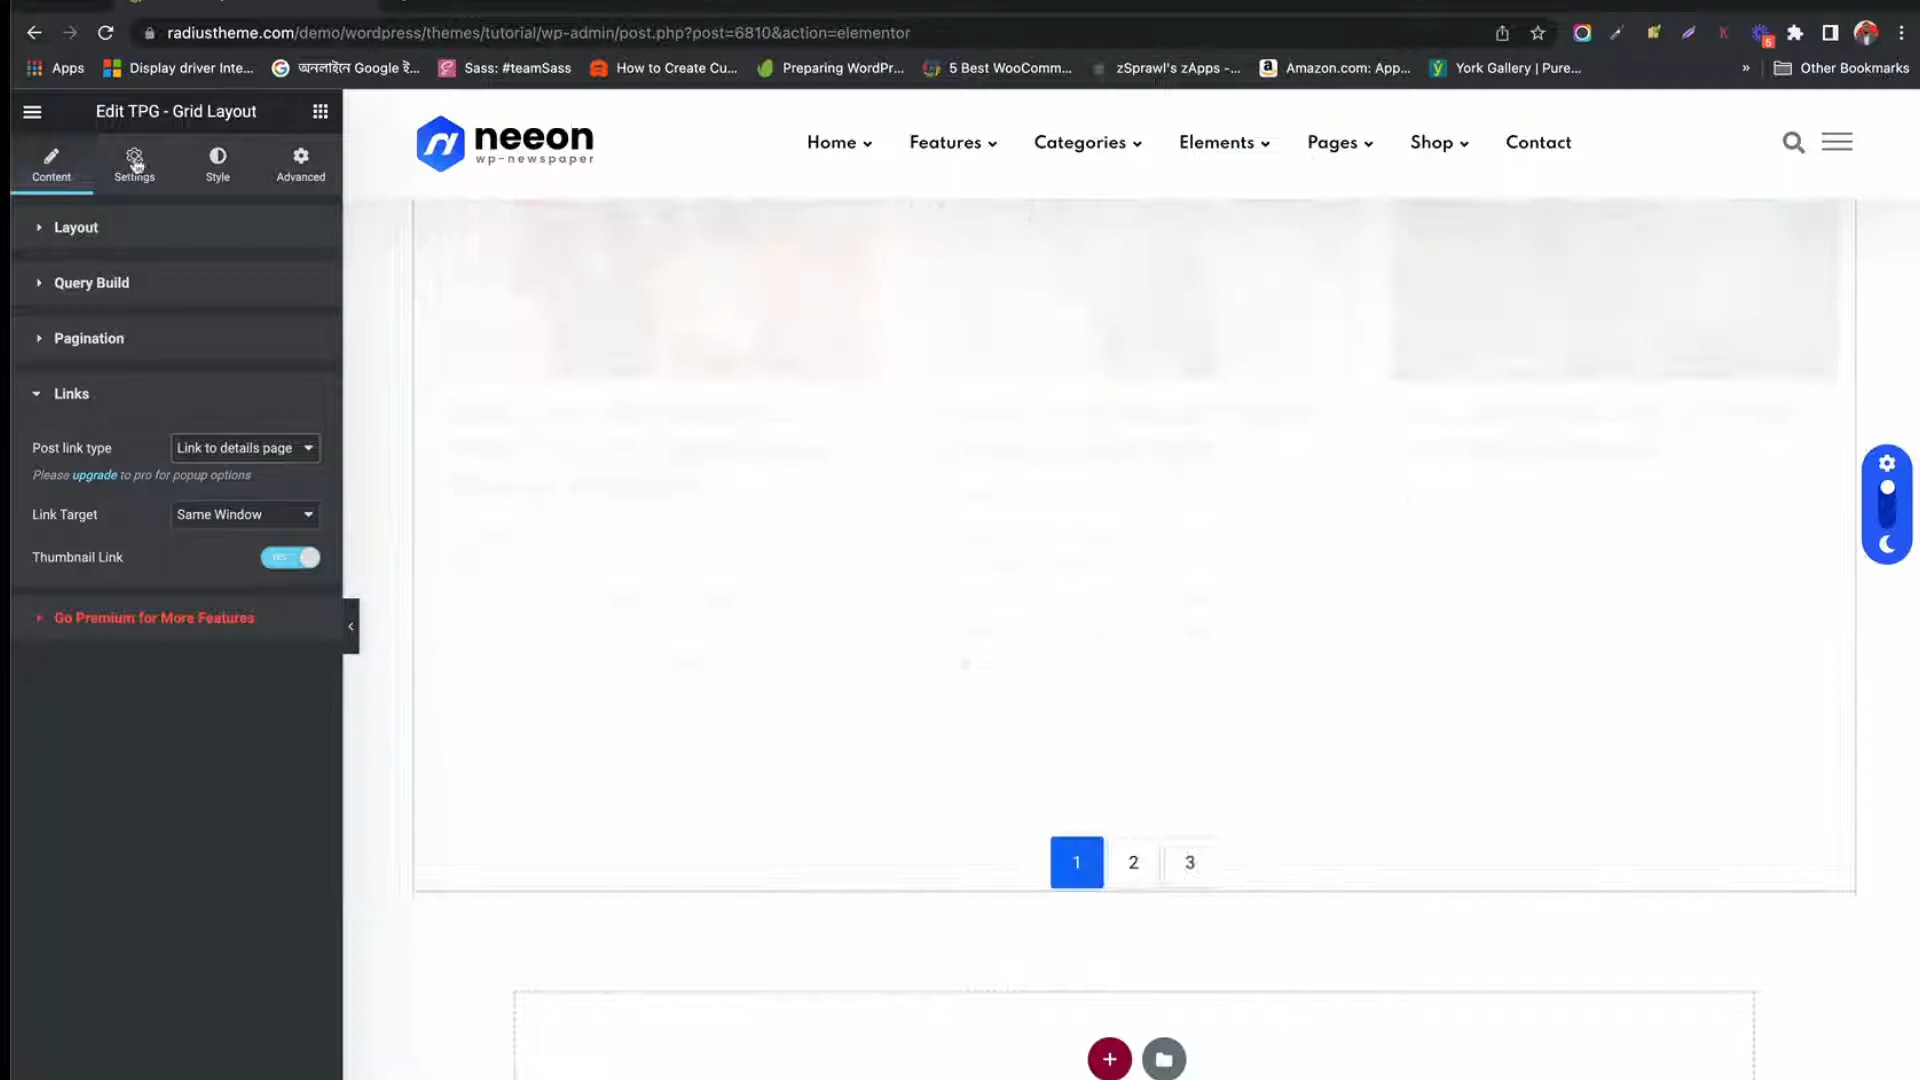 radiustheme.com/demo/wordpress/themes/tutorial/wp-admin/post.php?post=6810&action=elementor
5
Apps
Display driver Inte...
অনলাইনে Google ই...
Sass: #teamSass
How to Create Cu...
Preparing WordPr...
5 Best WooComm...
zSprawl's zApps -...
Amazon.com: App...
York Gallery | Pure...
»
Other Bookmarks
Edit TPG - Grid Layout
Content
Settings
Style
Advanced
Layout
Query Build
Pagination
Links
Post link type
Link to details page
Please upgrade to pro for popup options
Link Target
Same Window
Thumbnail Link
YES
Go Premium for More Features
neeon
wp-newspaper
Home
Features
Categories
Elements
Pages
Shop
Contact
1
2
3